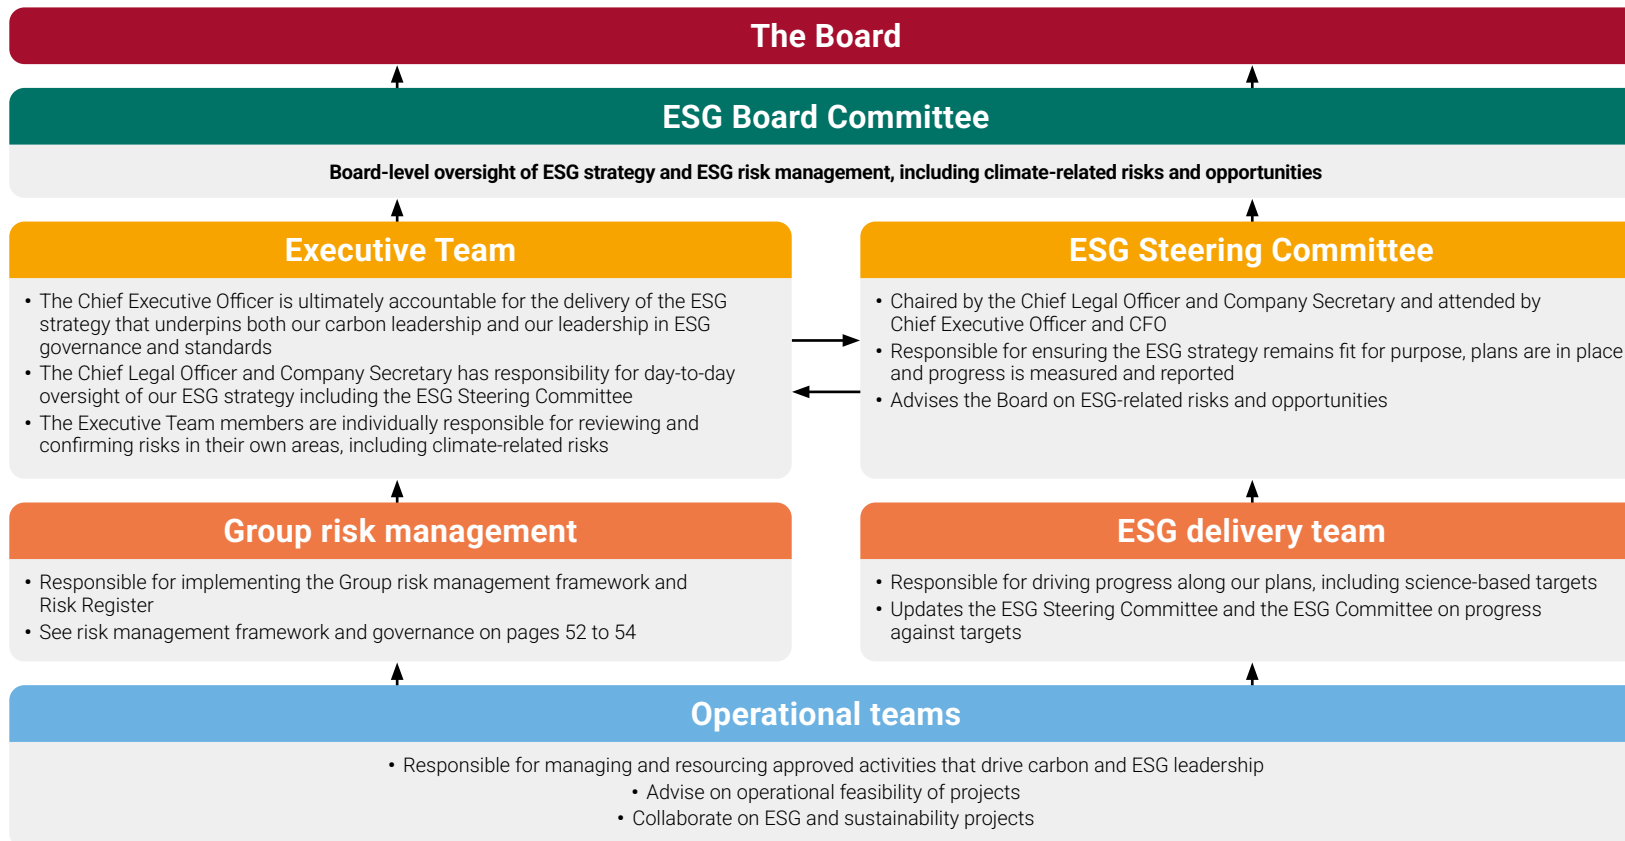 The Board
ESG Board Committee
Board-level oversight of ESG strategy and ESG risk management, including climate-related risks and opportunities
Executive Team
• The Chief Executive Officer is ultimately accountable for the delivery of the ESG
strategy that underpins both our carbon leadership and our leadership in ESG
governance and standards
• The Chief Legal Officer and Company Secretary has responsibility for day-to-day
oversight of our ESG strategy including the ESG Steering Committee
• The Executive Team members are individually responsible for reviewing and
confirming risks in their own areas, including climate-related risks
ESG Steering Committee
• Chaired by the Chief Legal Officer and Company Secretary and attended by
Chief Executive Officer and CFO
• Responsible for ensuring the ESG strategy remains fit for purpose, plans are in place
and progress is measured and reported
• Advises the Board on ESG-related risks and opportunities
Group risk management
• Responsible for implementing the Group risk management framework and
Risk Register
• See risk management framework and governance on pages 52 to 54
ESG delivery team
• Responsible for driving progress along our plans, including science-based targets
• Updates the ESG Steering Committee and the ESG Committee on progress
against targets
Operational teams
• Responsible for managing and resourcing approved activities that drive carbon and ESG leadership
• Advise on operational feasibility of projects
• Collaborate on ESG and sustainability projects